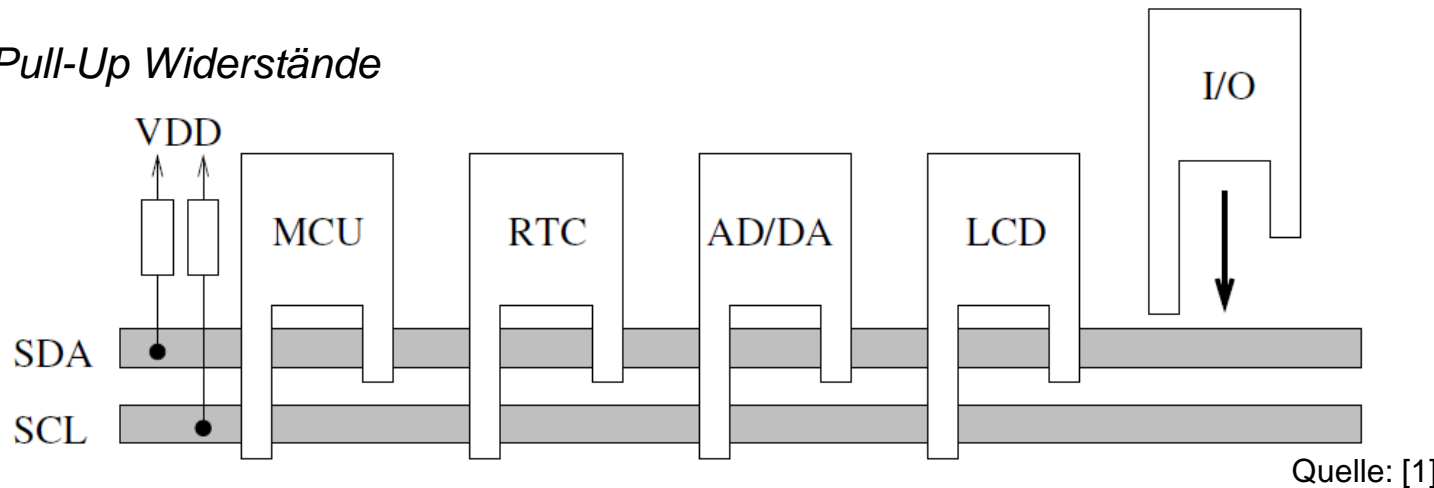 Pull-Up Widerstände
I/O
VDD
MCU
RTC
AD/DA
LCD
SDA
SCL
Quelle: [1]